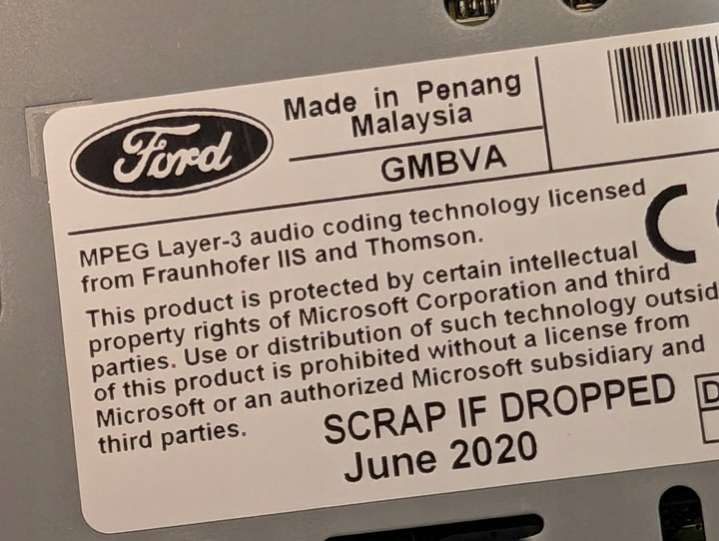 Ford
Made in Penang
Malaysia
GMBVA
MPEG Layer-3 audio coding technology licensed
from Fraunhofer IIS and Thomson.
This product is protected by certain intellectual
property rights of Microsoft Corporation and third
parties. Use or distribution of such technology outsid
of this product is prohibited without a license from
Microsoft or an authorized Microsoft subsidiary and
third parties.
SCRAP IF DROPPED
June 2020
D